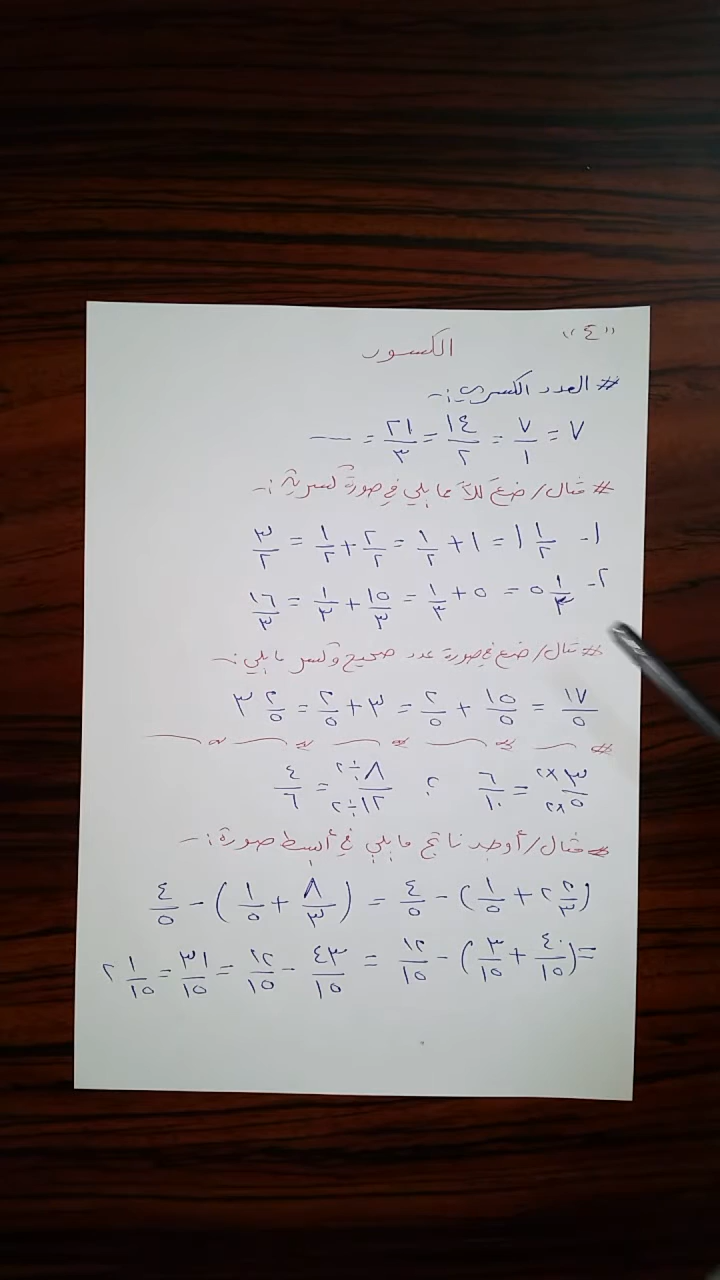 "٤"
الكسور
# العدد الكسري :-
٧ = ٧/١ = ١٤/٢ = ٢١/٣ = ـــ
# مثال/ ضع كلاً مما يلي في صورة كسرية :-
١- ١ ١/٢ = ١ + ١/٢ = ٢/٢ + ١/٢ = ٣/٢
٢- ٥ ١/٣ = ٥ + ١/٣ = ١٥/٣ + ١/٣ = ١٦/٣
# مثال/ ضع في صورة عدد صحيح وكسر ما يلي :-
١٧/٥ = ١٥/٥ + ٢/٥ = ٣ + ٢/٥ = ٣ ٢/٥
٣×٢/٥×٢ = ٦/١٠ ؟ ٨÷٢/١٢÷٢ = ٤/٦
# مثال/ أوجد ناتج ما يلي في أبسط صورة :-
(٢ ٢/٣ + ١/٥) - ٤/٥ = (٨/٣ + ١/٥) - ٤/٥
= (٤٠/١٥ + ٣/١٥) - ١٢/١٥ = ٤٣/١٥ - ١٢/١٥ = ٣١/١٥ = ٢ ١/١٥